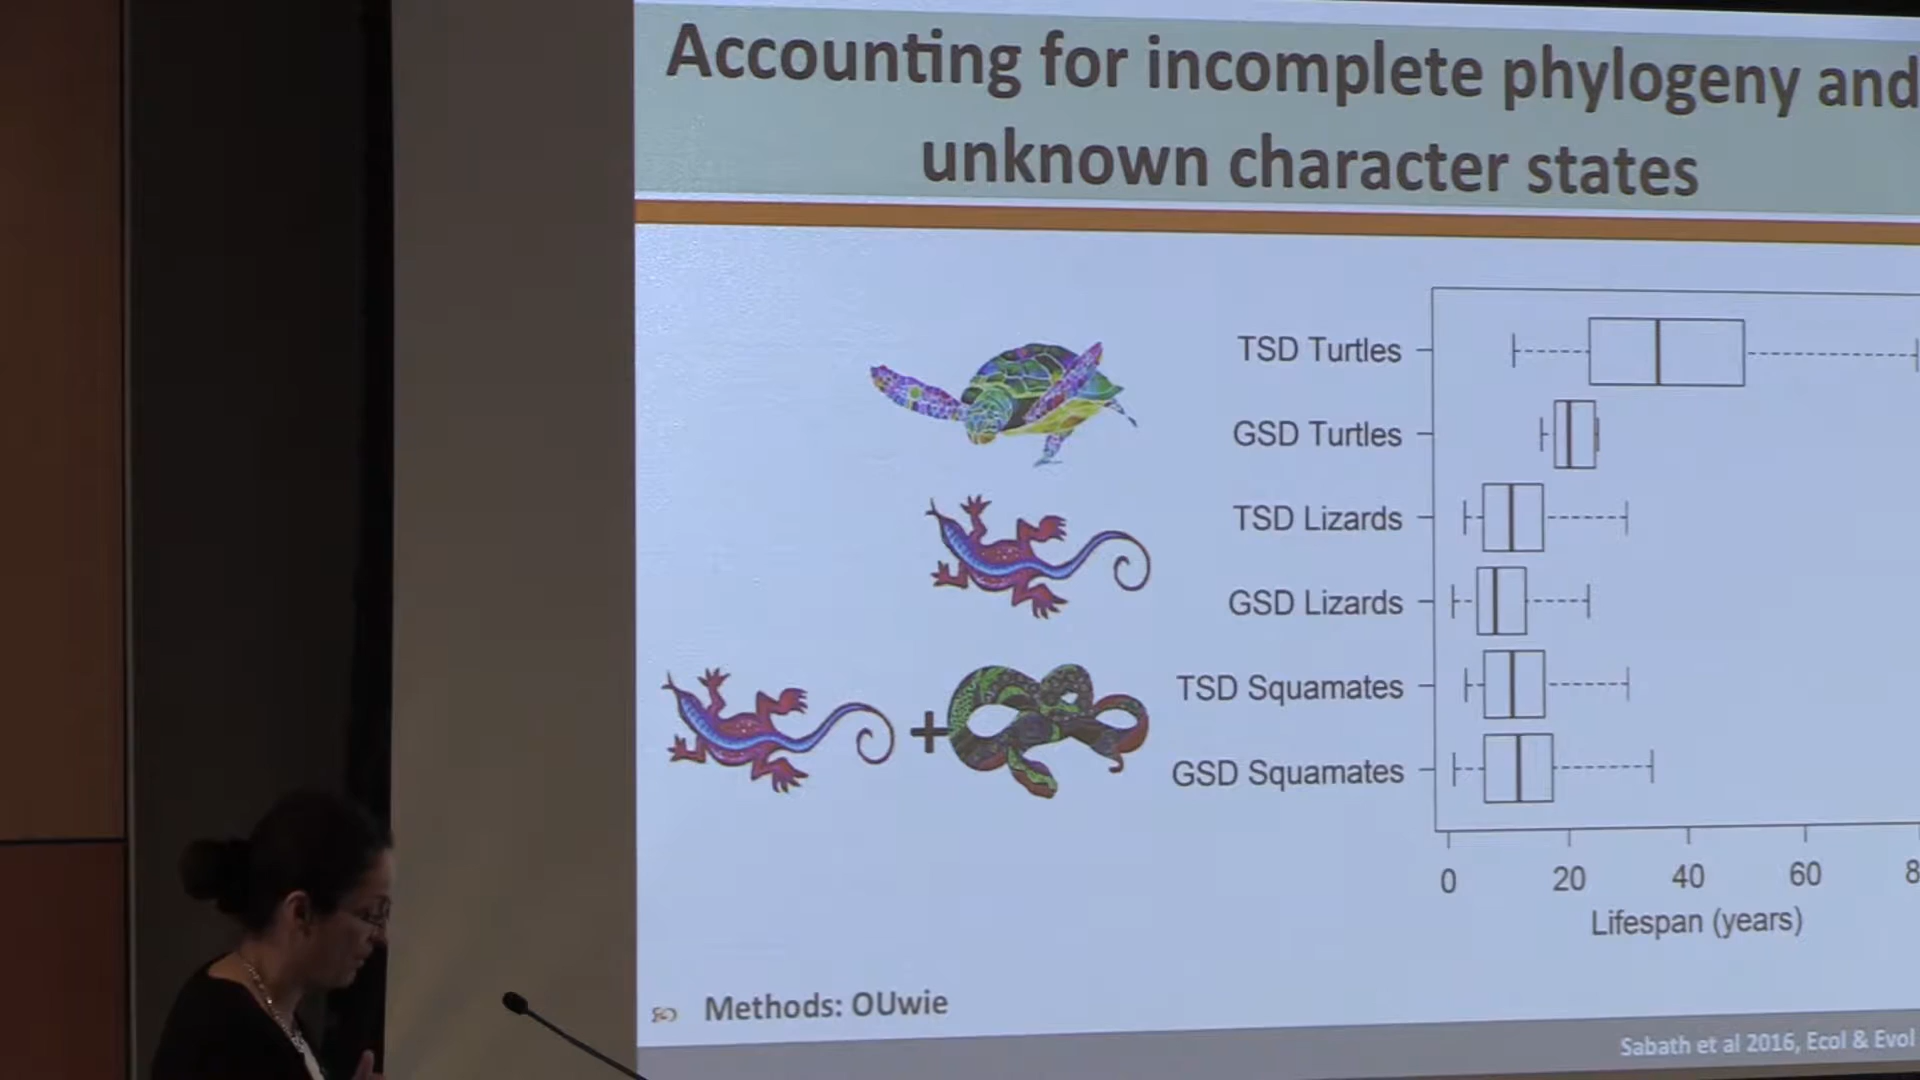 Accounting for incomplete phylogeny and
unknown character states
TSD Turtles
GSD Turtles
TSD Lizards
GSD Lizards
TSD Squamates
+
GSD Squamates
0 20 40 60 8
Lifespan (years)
Methods: OUwie
Sabath et al 2016, Ecol & Evol